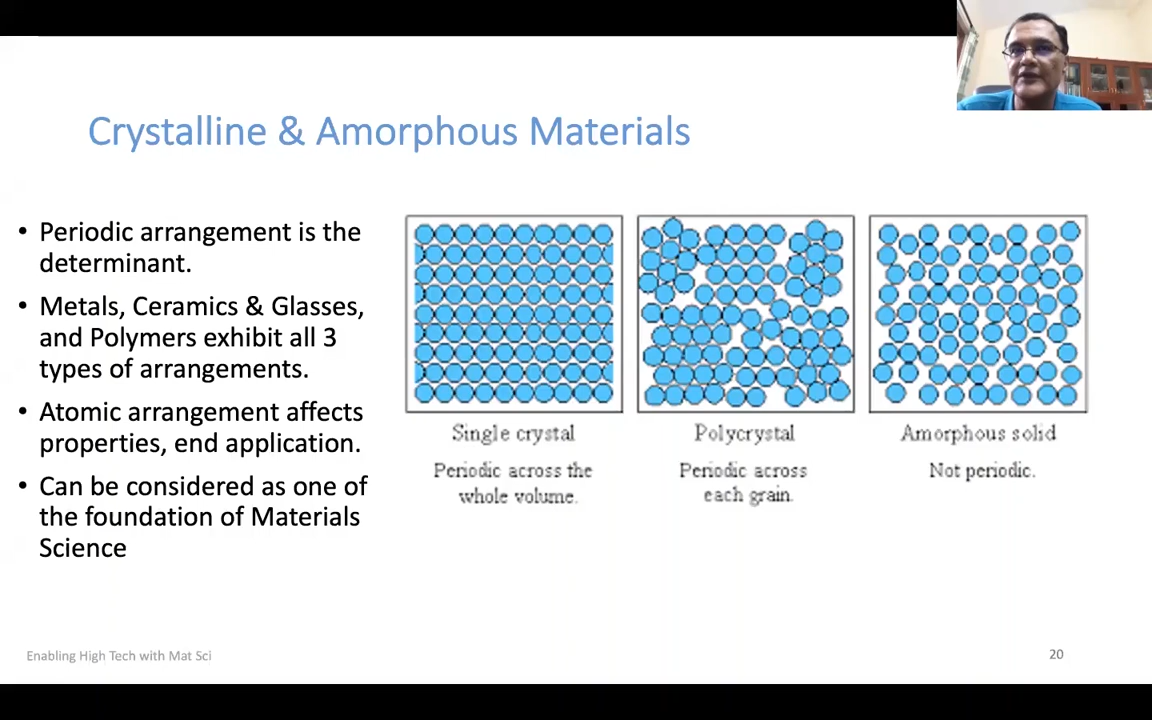 Crystalline & Amorphous Materials
• Periodic arrangement is the
determinant.
• Metals, Ceramics & Glasses,
and Polymers exhibit all 3
types of arrangements.
• Atomic arrangement affects
properties, end application.
• Can be considered as one of
the foundation of Materials
Science
Single crystal
Periodic across the
whole volume.
Polycrystal
Periodic across
each grain.
Amorphous solid
Not periodic.
Enabling High Tech with Mat Sci
20